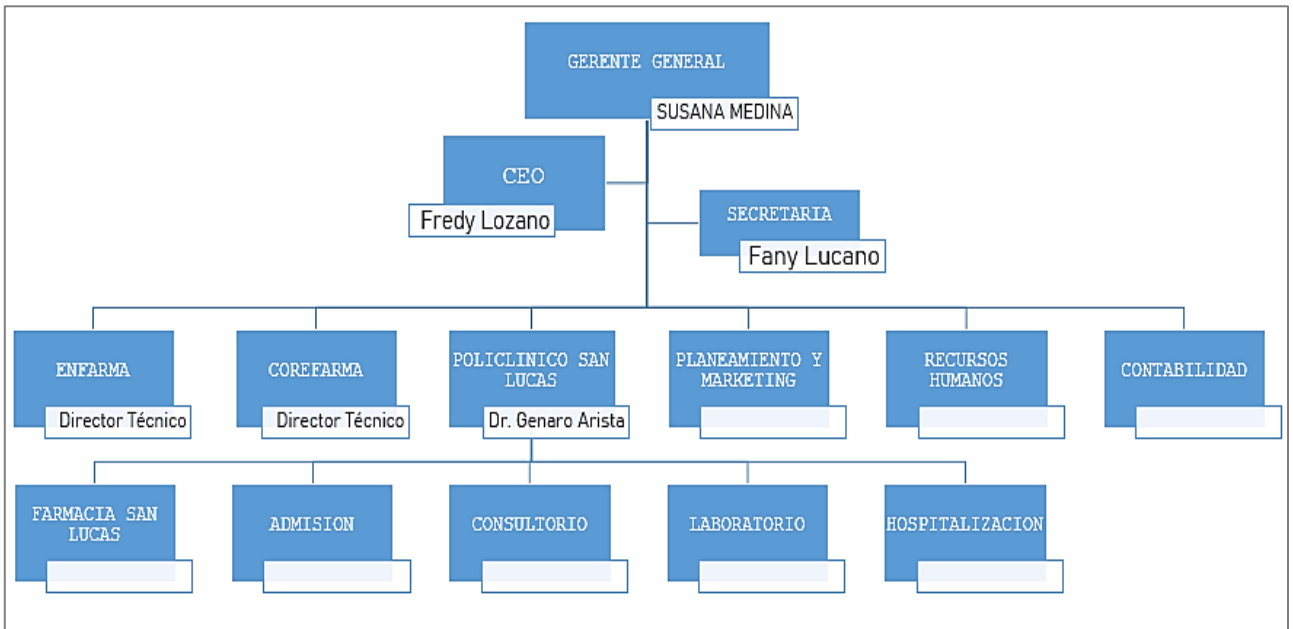 GERENTE GENERAL
SUSANA MEDINA
CEO
Fredy Lozano
SECRETARIA
Fany Lucano
ENFARMA
Director Técnico
COREFARMA
Director Técnico
POLICLINICO SAN
LUCAS
Dr. Genaro Arista
PLANEAMIENTO Y
MARKETING
RECURSOS
HUMANOS
CONTABILIDAD
FARMACIA SAN
LUCAS
ADMISION
CONSULTORIO
LABORATORIO
HOSPITALIZACION